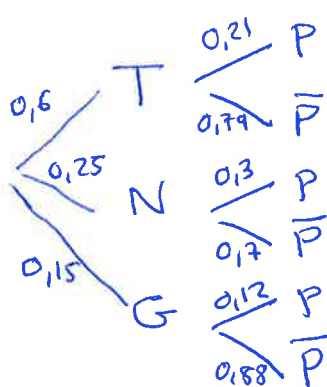 0,21 P
0,6 T
0,79 P̅
0,25 N 0,3 P
0,7 P̅
0,15 G 0,12 P
0,88 P̅